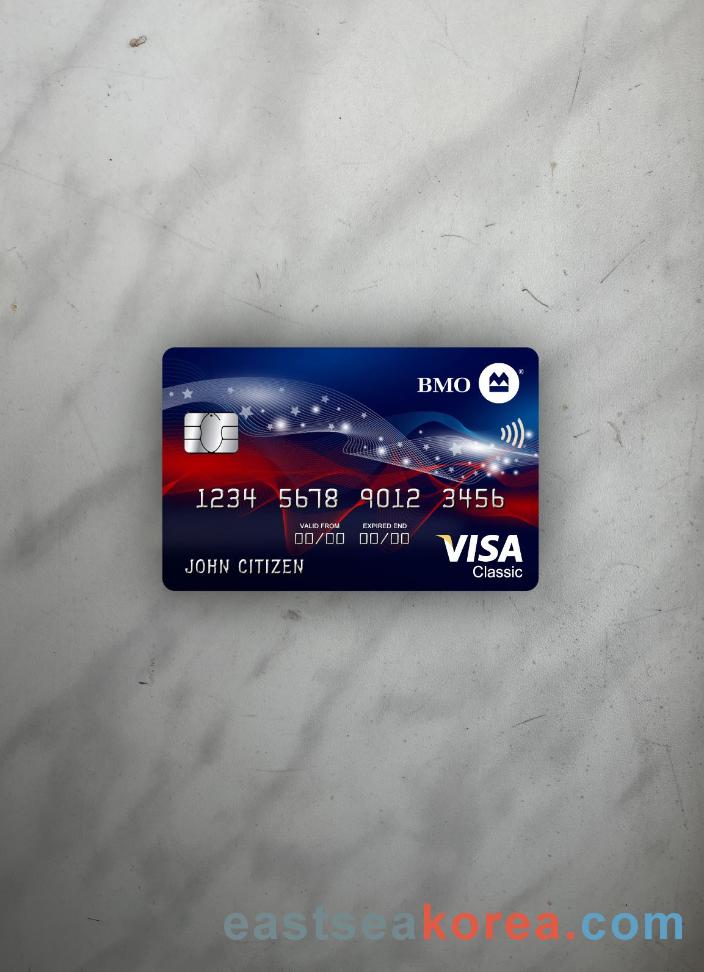 BMO
1234 5678 9012 3456
VALID FROM EXPIRED END
00/00 00/00
VISA
Classic
JOHN CITIZEN
eastseakorea.com